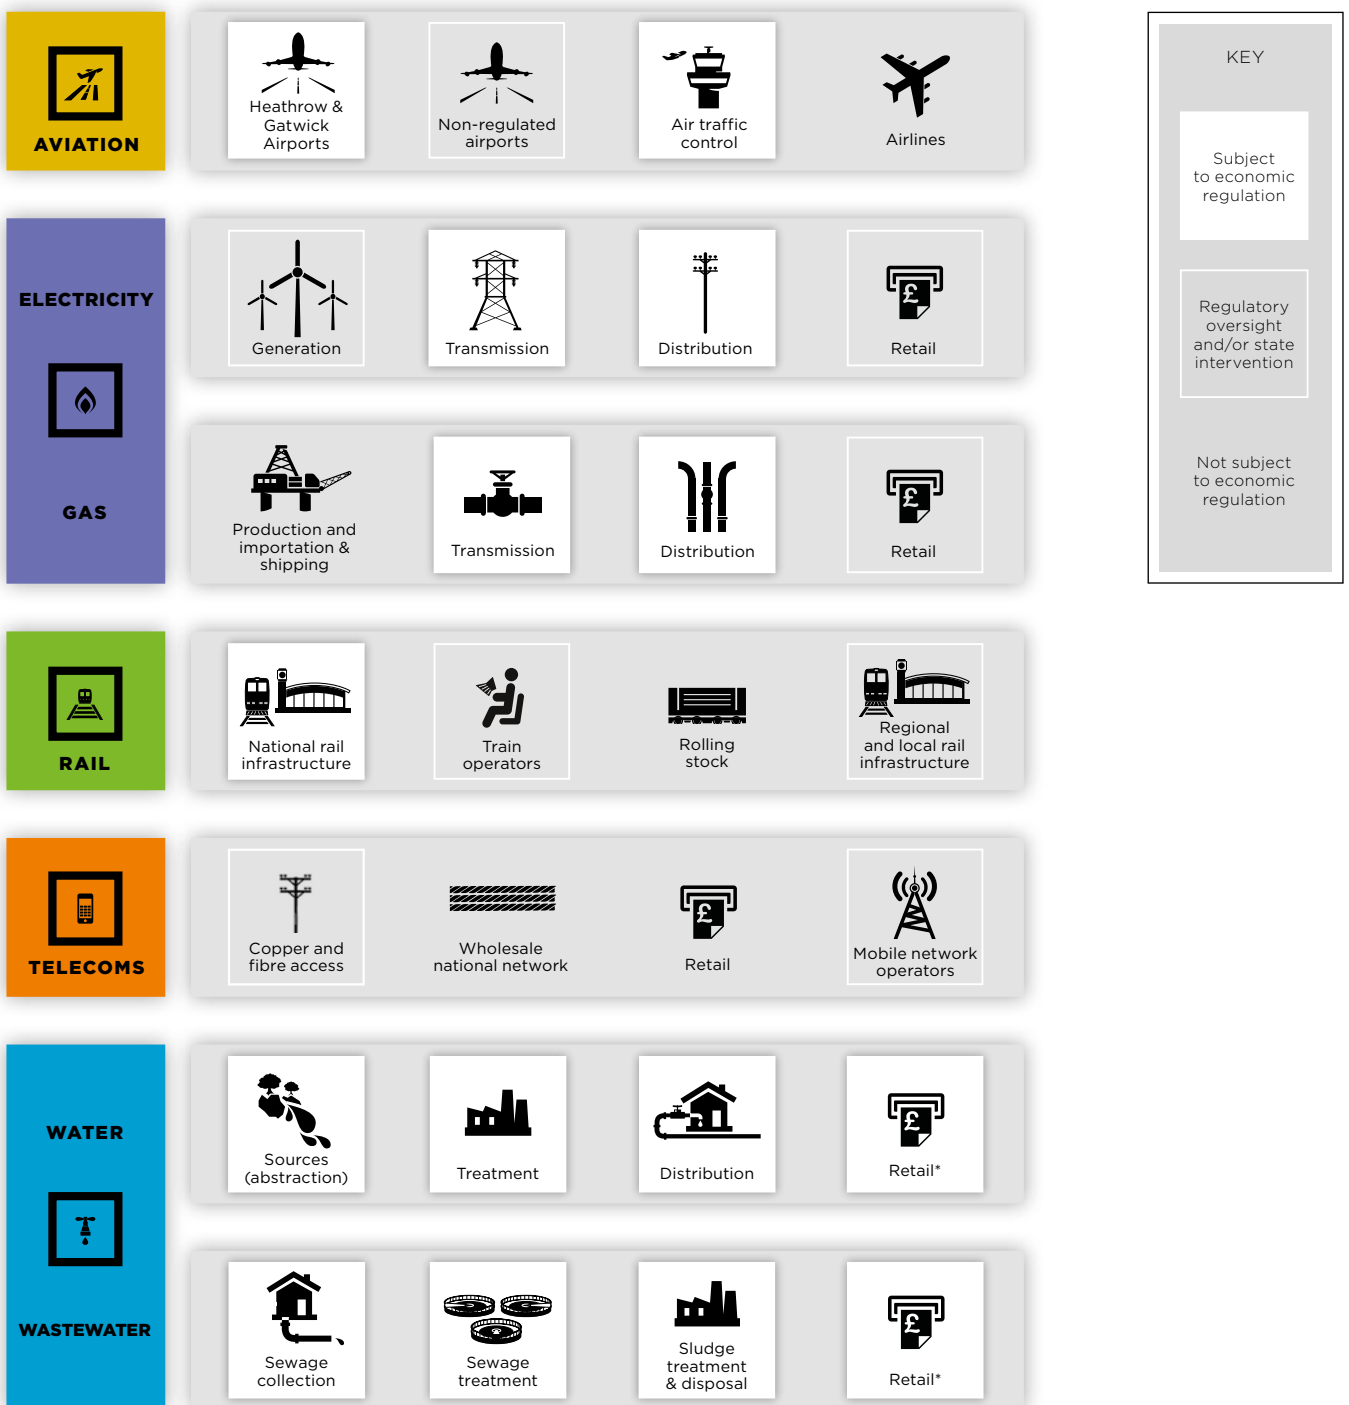 AVIATION
Heathrow &
Gatwick
Airports
Non-regulated
airports
Air traffic
control
Airlines
KEY
Subject
to economic
regulation
Regulatory
oversight
and/or state
intervention
Not subject
to economic
regulation
ELECTRICITY
Generation
Transmission
Distribution
£
Retail
GAS
Production and
importation &
shipping
Transmission
Distribution
£
Retail
RAIL
National rail
infrastructure
Train
operators
Rolling
stock
Regional
and local rail
infrastructure
TELECOMS
Copper and
fibre access
Wholesale
national network
£
Retail
Mobile network
operators
WATER
Sources
(abstraction)
Treatment
Distribution
£
Retail*
WASTEWATER
Sewage
collection
Sewage
treatment
Sludge
treatment
& disposal
£
Retail*